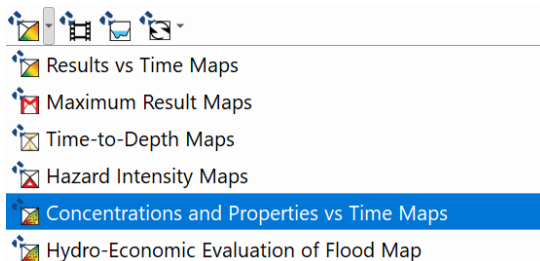 Results vs Time Maps
Maximum Result Maps
Time-to-Depth Maps
Hazard Intensity Maps
Concentrations and Properties vs Time Maps
Hydro-Economic Evaluation of Flood Map